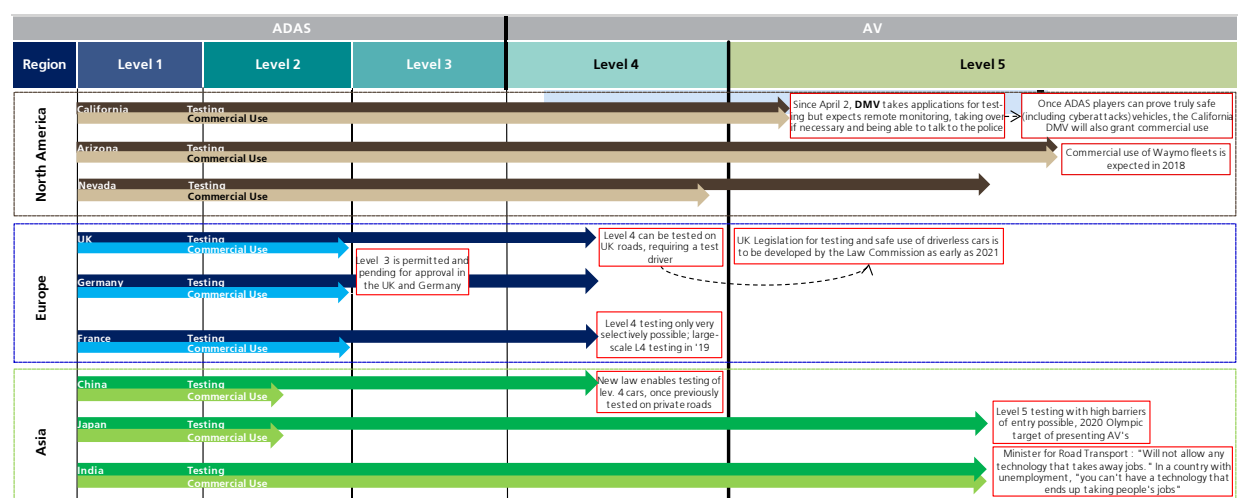 ADAS
AV
Region
Level 1
Level 2
Level 3
Level 4
Level 5
North America
California
Testing
Commercial Use
Since April 2, DMV takes applications for test-
ing but expects remote monitoring, taking over
if necessary and being able to talk to the police
Once ADAS players can prove truly safe
(including cyberattacks) vehicles, the California
DMV will also grant commercial use
Arizona
Testing
Commercial Use
Commercial use of Waymo fleets is
expected in 2018
Nevada
Testing
Commercial Use
Europe
UK
Testing
Commercial Use
Level 4 can be tested on
UK roads, requiring a test
driver
UK Legislation for testing and safe use of driverless cars is
to be developed by the Law Commission as early as 2021
Level 3 is permitted and
pending for approval in
the UK and Germany
Germany
Testing
Commercial Use
France
Testing
Commercial Use
Level 4 testing only very
selectively possible; large-
scale L4 testing in '19
Asia
China
Testing
Commercial Use
New law enables testing of
lev. 4 cars, once previously
tested on private roads
Japan
Testing
Commercial Use
Level 5 testing with high barriers
of entry possible, 2020 Olympic
target of presenting AV's
India
Testing
Commercial Use
Minister for Road Transport : "Will not allow any
technology that takes away jobs." In a country with
unemployment, "you can't have a technology that
ends up taking people's jobs"